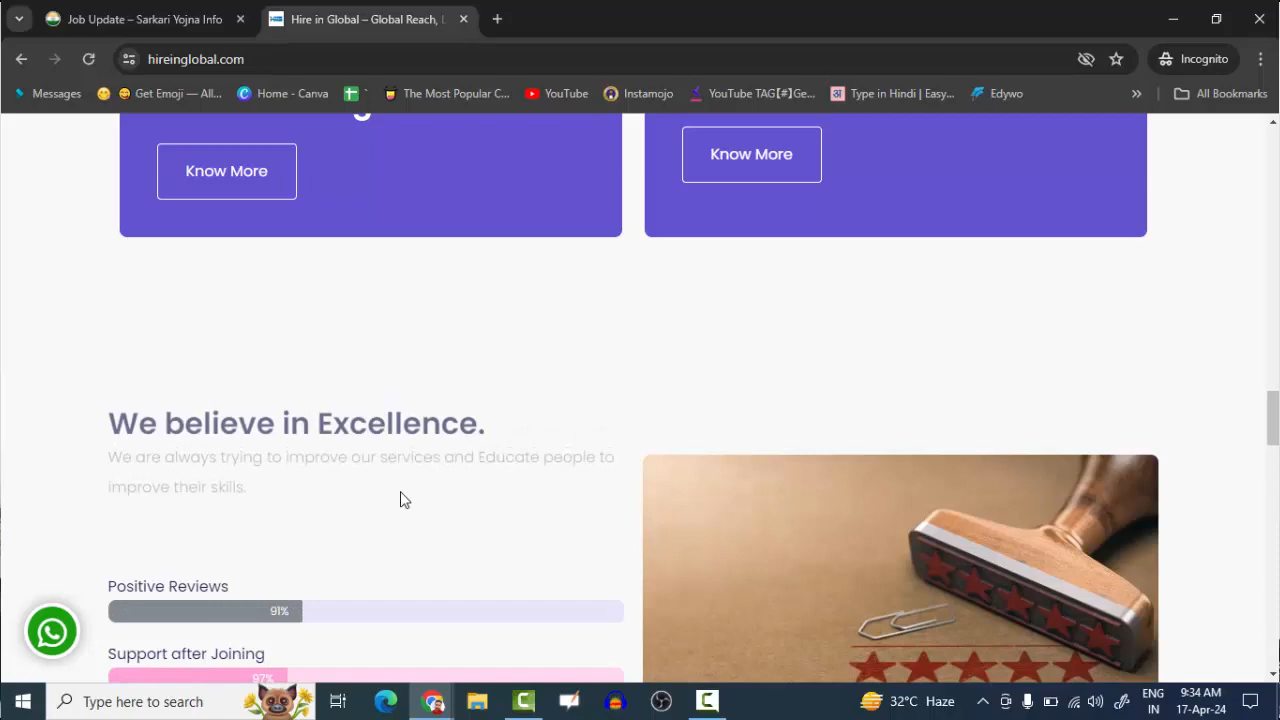 Job Update – Sarkari Yojna Info
Hire in Global – Global Reach,
hireinglobal.com
Incognito
Messages
Get Emoji — All...
Home - Canva
The Most Popular C...
YouTube
Instamojo
YouTube TAG[#]Ge...
Type in Hindi | Easy...
Edywo
All Bookmarks
Know More
Know More
We believe in Excellence.
We are always trying to improve our services and Educate people to
improve their skills.
Positive Reviews
91%
Support after Joining
97%
Type here to search
32°C Haze
ENG
IN
9:34 AM
17-Apr-24